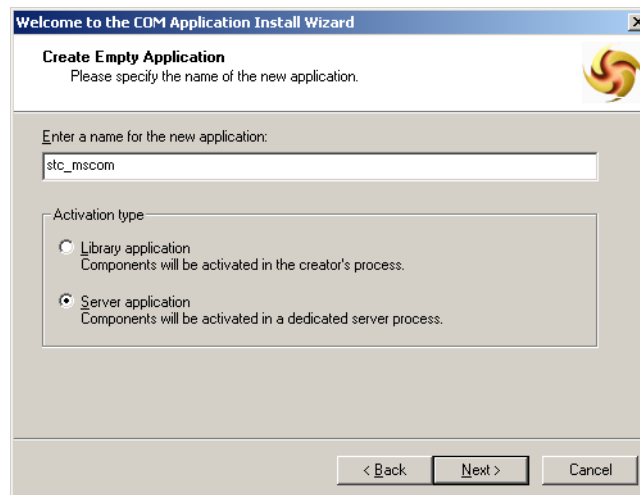 Welcome to the COM Application Install Wizard
Create Empty Application
Please specify the name of the new application.
Enter a name for the new application:
stc_mscom
Activation type
Library application
Components will be activated in the creator's process.
Server application
Components will be activated in a dedicated server process.
< Back Next > Cancel